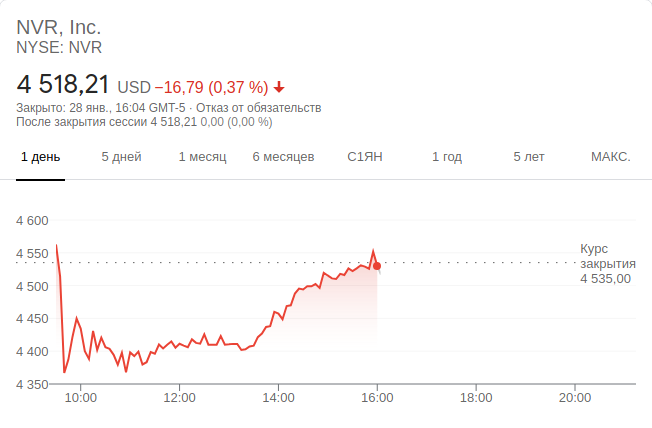 NVR, Inc.
NYSE: NVR
4 518,21 USD −16,79 (0,37 %)
Закрыто: 28 янв., 16:04 GMT-5 · Отказ от обязательств
После закрытия сессии 4 518,21 0,00 (0,00 %)
1 день 5 дней 1 месяц 6 месяцев С1ЯН 1 год 5 лет МАКС.
4 600
4 550
4 500
4 450
4 400
4 350
Курс
закрытия
4 535,00
10:00 12:00 14:00 16:00 18:00 20:00